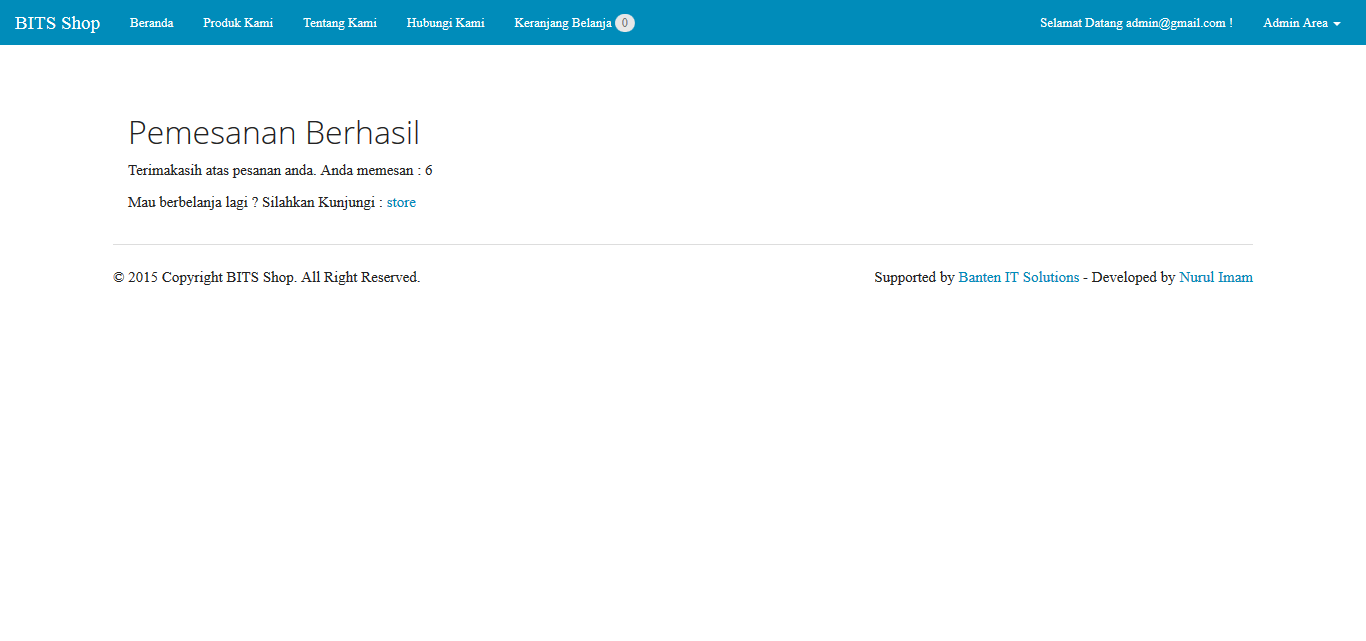 BITS Shop Beranda Produk Kami Tentang Kami Hubungi Kami Keranjang Belanja 0 Selamat Datang admin@gmail.com ! Admin Area
Pemesanan Berhasil
Terimakasih atas pesanan anda. Anda memesan : 6
Mau berbelanja lagi ? Silahkan Kunjungi : store
© 2015 Copyright BITS Shop. All Right Reserved. Supported by Banten IT Solutions - Developed by Nurul Imam